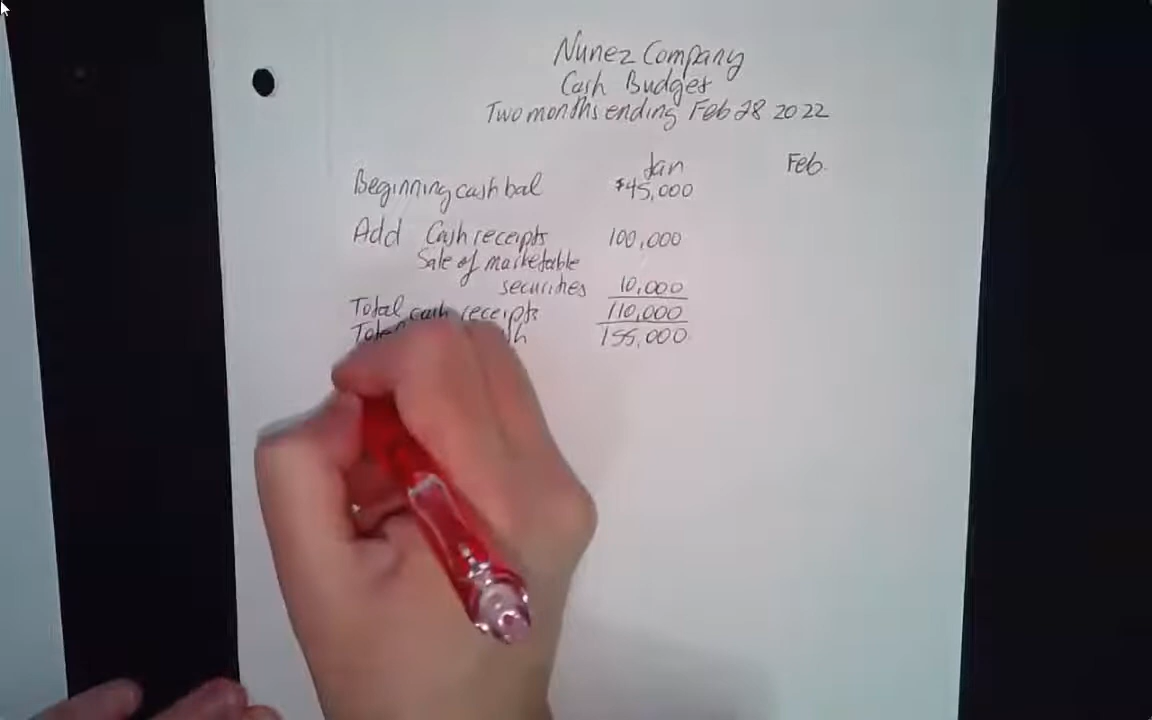 Nunez Company
Cash Budget
Two months ending Feb 28 2022
Jan Feb.
Beginning cash bal $45,000
Add Cash receipts 100,000
Sale of marketable
securities 10,000
Total cash receipts 110,000
155,000